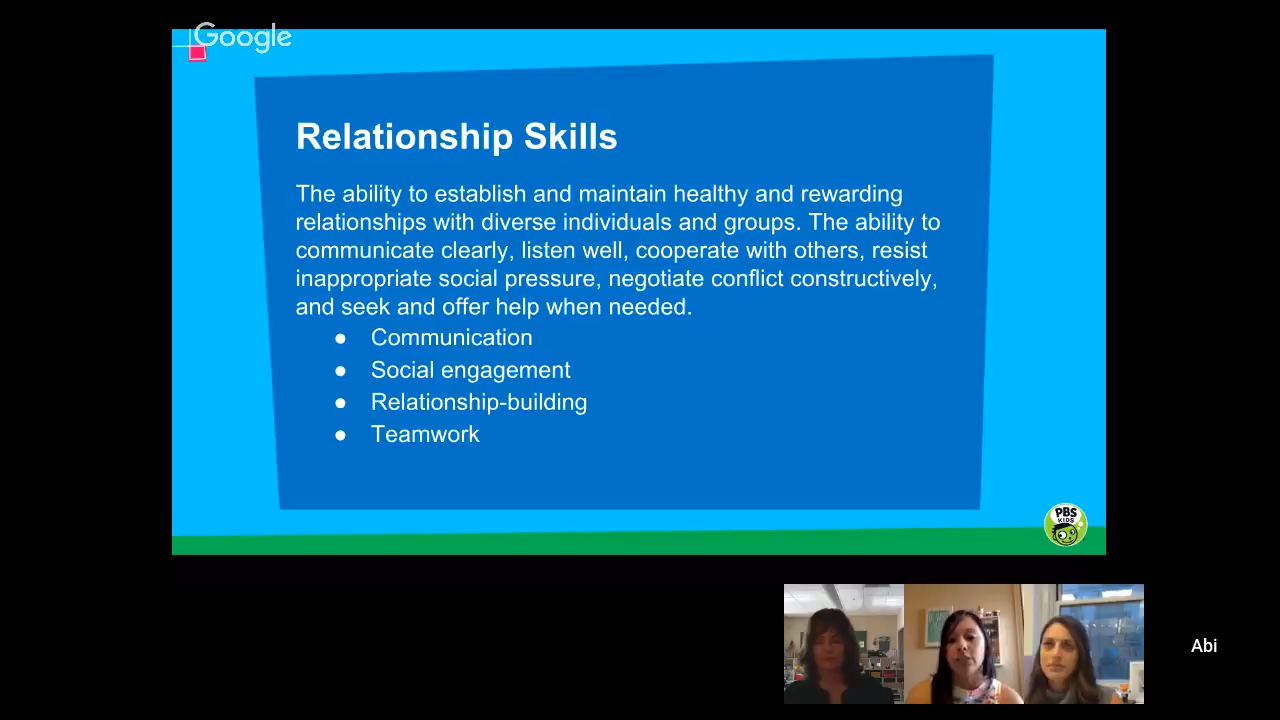 Google
Relationship Skills
The ability to establish and maintain healthy and rewarding
relationships with diverse individuals and groups. The ability to
communicate clearly, listen well, cooperate with others, resist
inappropriate social pressure, negotiate conflict constructively,
and seek and offer help when needed.
● Communication
● Social engagement
● Relationship-building
● Teamwork
PBS
KIDS
Abi